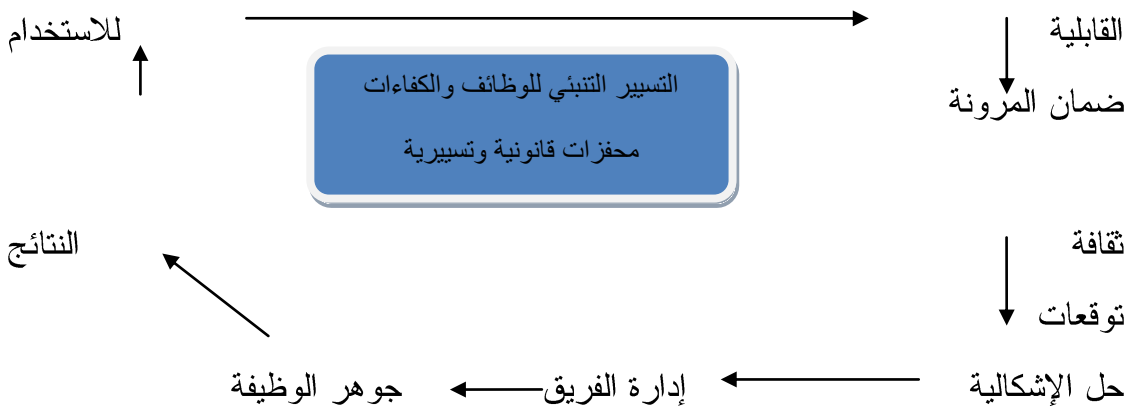 القابلية للاستخدام
التسيير التنبئي للوظائف والكفاءات
ضمان المرونة
محفزات قانونية وتسييرية
ثقافة النتائج
توقعات
حل الإشكالية إدارة الفريق جوهر الوظيفة